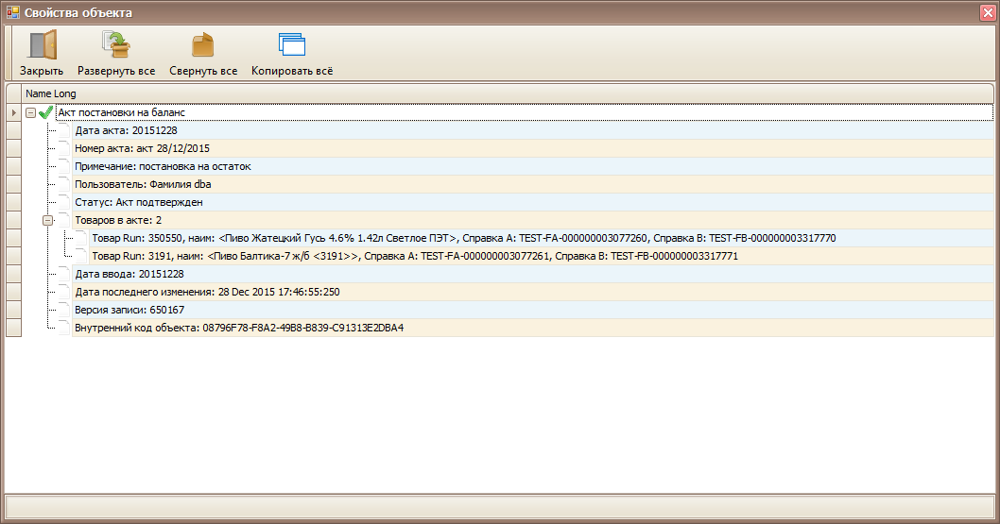 Свойства объекта
Закрыть Развернуть все Свернуть все Копировать всё
Name Long
Акт постановки на баланс
Дата акта: 20151228
Номер акта: акт 28/12/2015
Примечание: постановка на остаток
Пользователь: Фамилия dba
Статус: Акт подтвержден
Товаров в акте: 2
Товар Run: 350550, наим: <Пиво Жатецкий Гусь 4.6% 1.42л Светлое ПЭТ>, Справка A: TEST-FA-000000003077260, Справка B: TEST-FB-000000003317770
Товар Run: 3191, наим: <Пиво Балтика-7 ж/б <3191>>, Справка A: TEST-FA-000000003077261, Справка B: TEST-FB-000000003317771
Дата ввода: 20151228
Дата последнего изменения: 28 Dec 2015 17:46:55:250
Версия записи: 650167
Внутренний код объекта: 08796F78-F8A2-49B8-B839-C91313E2DBA4